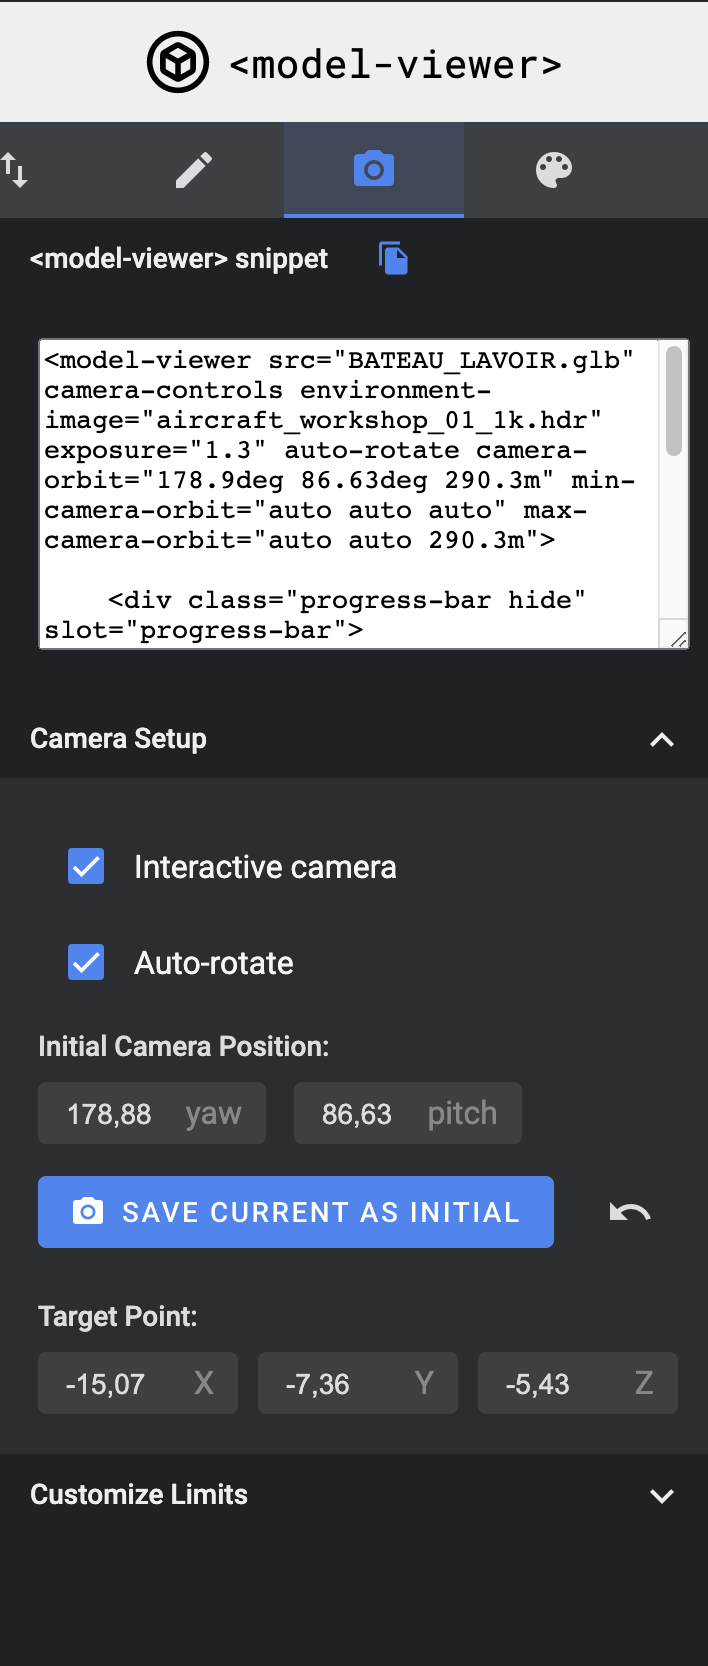 <model-viewer>
<model-viewer> snippet
<model-viewer src="BATEAU_LAVOIR.glb"
camera-controls environment-
image="aircraft_workshop_01_1k.hdr"
exposure="1.3" auto-rotate camera-
orbit="178.9deg 86.63deg 290.3m" min-
camera-orbit="auto auto auto" max-
camera-orbit="auto auto 290.3m">
<div class="progress-bar hide"
slot="progress-bar">
Camera Setup
Interactive camera
Auto-rotate
Initial Camera Position:
178,88 yaw 86,63 pitch
SAVE CURRENT AS INITIAL
Target Point:
-15,07 X -7,36 Y -5,43 Z
Customize Limits